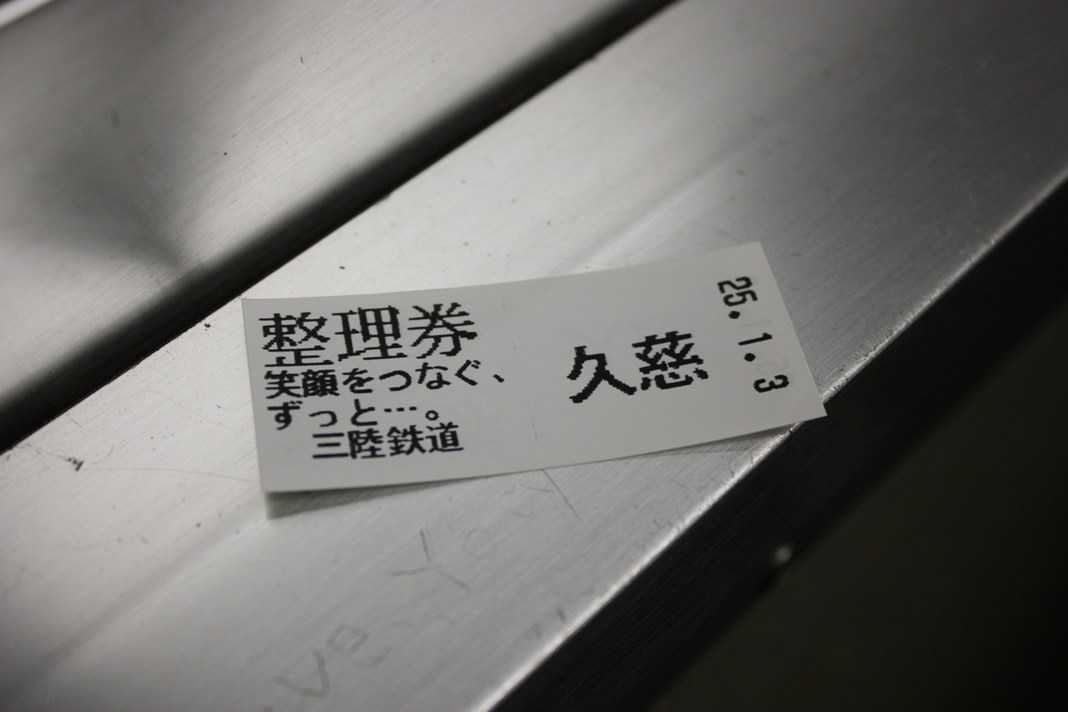 整理券
笑顔をつなぐ、
ずっと…。
三陸鉄道
久慈
25.1.3